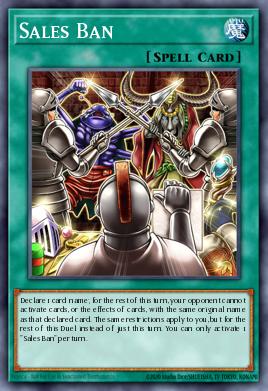 Sales Ban
魔
[Spell Card]
Declare 1 card name; for the rest of this turn, your opponent cannot
activate cards, or the effects of cards, with the same original name
as that declared card. The same restrictions apply to you, but for the
rest of this Duel instead of just this turn. You can only activate 1
"Sales Ban" per turn.